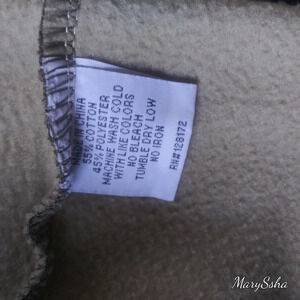 MADE IN CHINA
55% COTTON
45% POLYESTER
MACHINE WASH COLD
WITH LIKE COLORS
NO BLEACH
TUMBLE DRY LOW
NO IRON
RN#128172
MarySsha